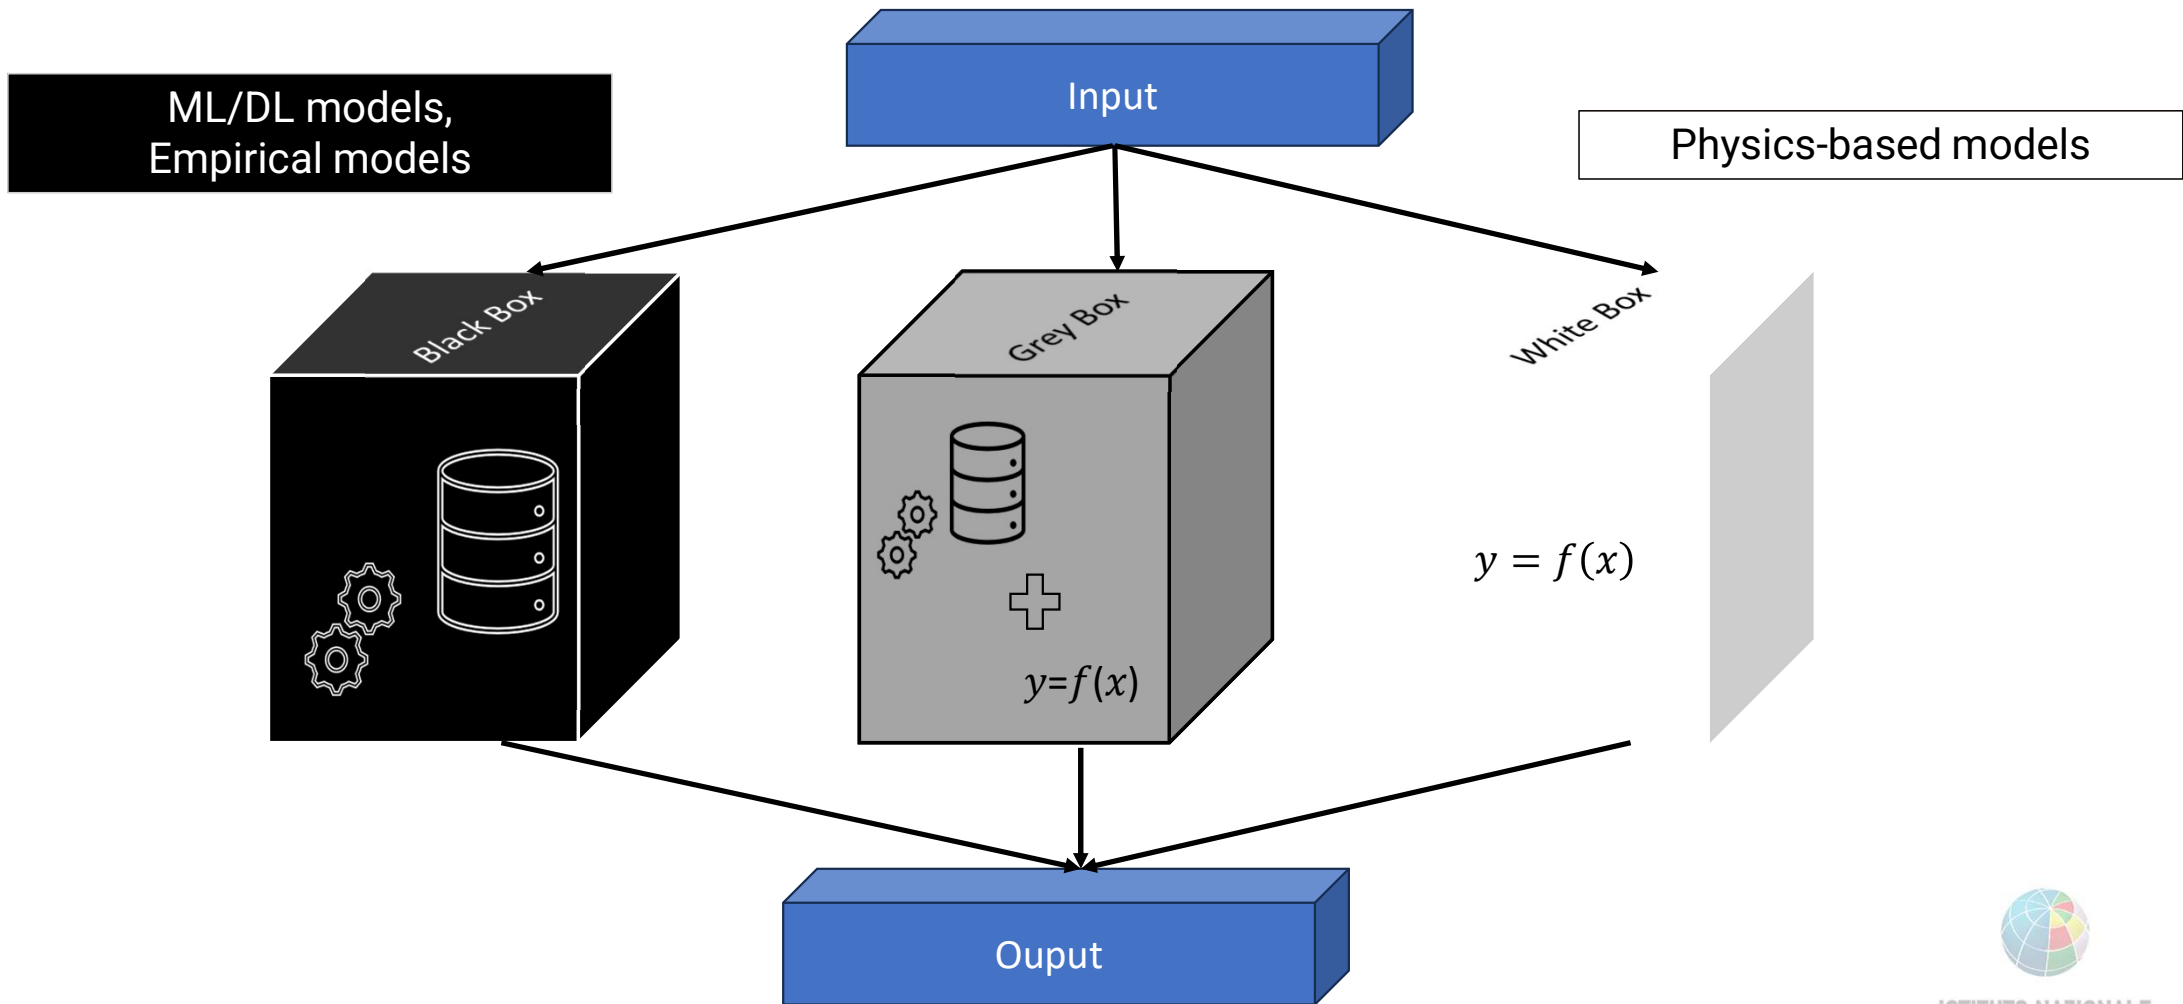 Input
ML/DL models,
Empirical models
Physics-based models
Black Box
Grey Box
White Box
y = f(x)
y=f(x)
Ouput